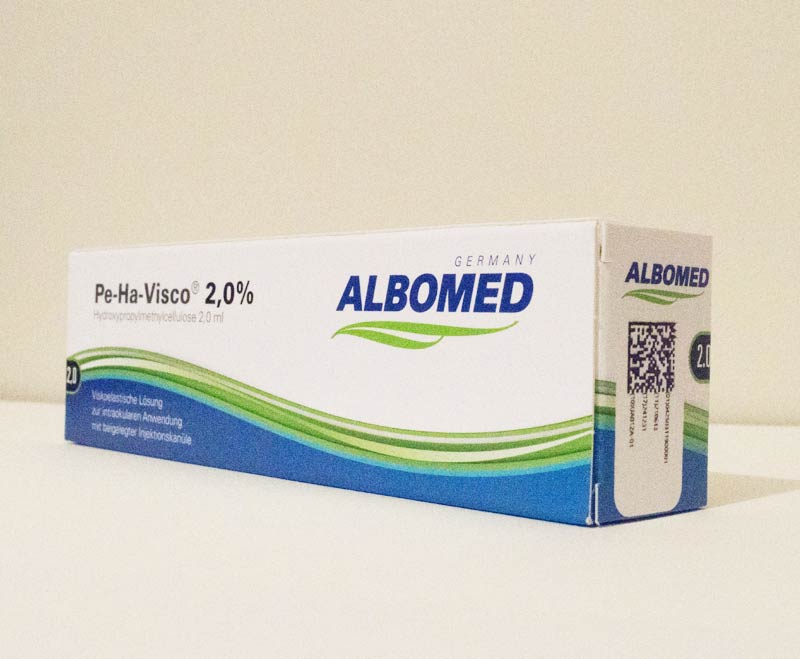 Pe-Ha-Visco® 2,0%
Hydroxypropylmethylcellulose 2,0 ml
GERMANY
ALBOMED
2.0
Viskoelastische Lösung
zur intraokularen Anwendung
mit beigelegter Injektionskanüle
ALBOMED
2.0